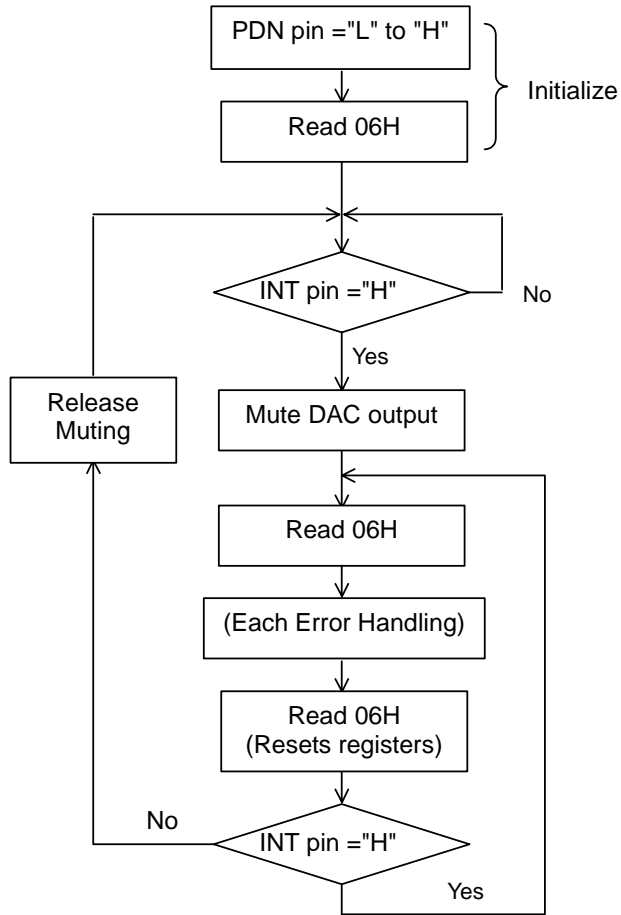 PDN pin ="L" to "H"
Initialize
Read 06H
INT pin ="H"
No
Yes
Release
Muting
Mute DAC output
Read 06H
(Each Error Handling)
Read 06H
(Resets registers)
No
INT pin ="H"
Yes